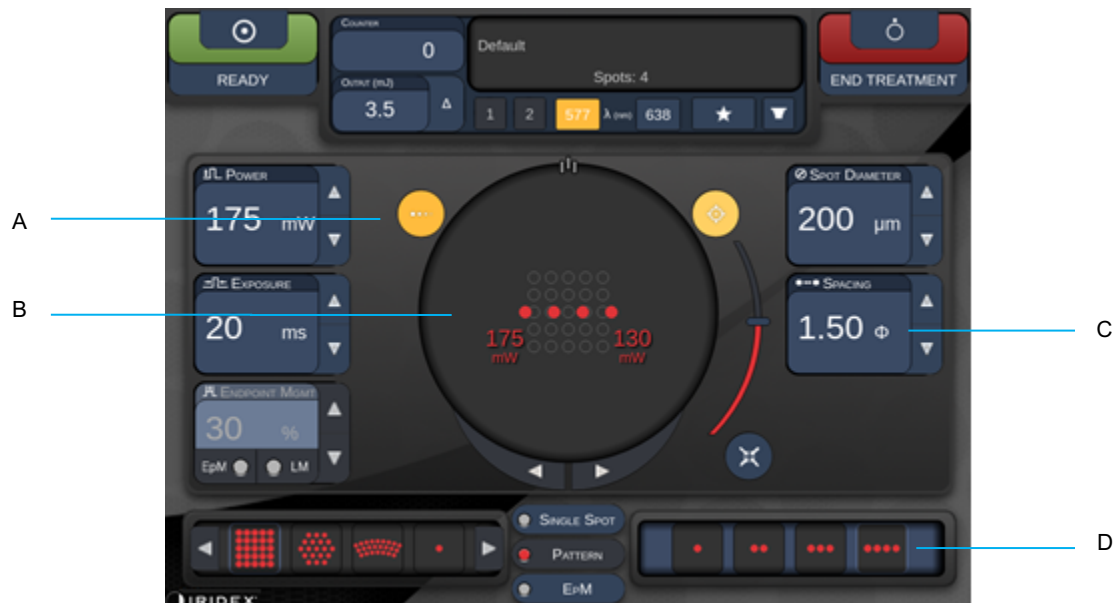 COUNTER
0
OUTPUT (mJ)
3.5
Δ
Default
Spots: 4
1 2 577 λ (nm) 638
READY
END TREATMENT
POWER
175 mW
EXPOSURE
20 ms
ENDPOINT MGMT
30 %
EpM LM
175 mW
130 mW
SPOT DIAMETER
200 μm
SPACING
1.50 Φ
SINGLE SPOT
PATTERN
EPM
IRIDEX
A
B
C
D